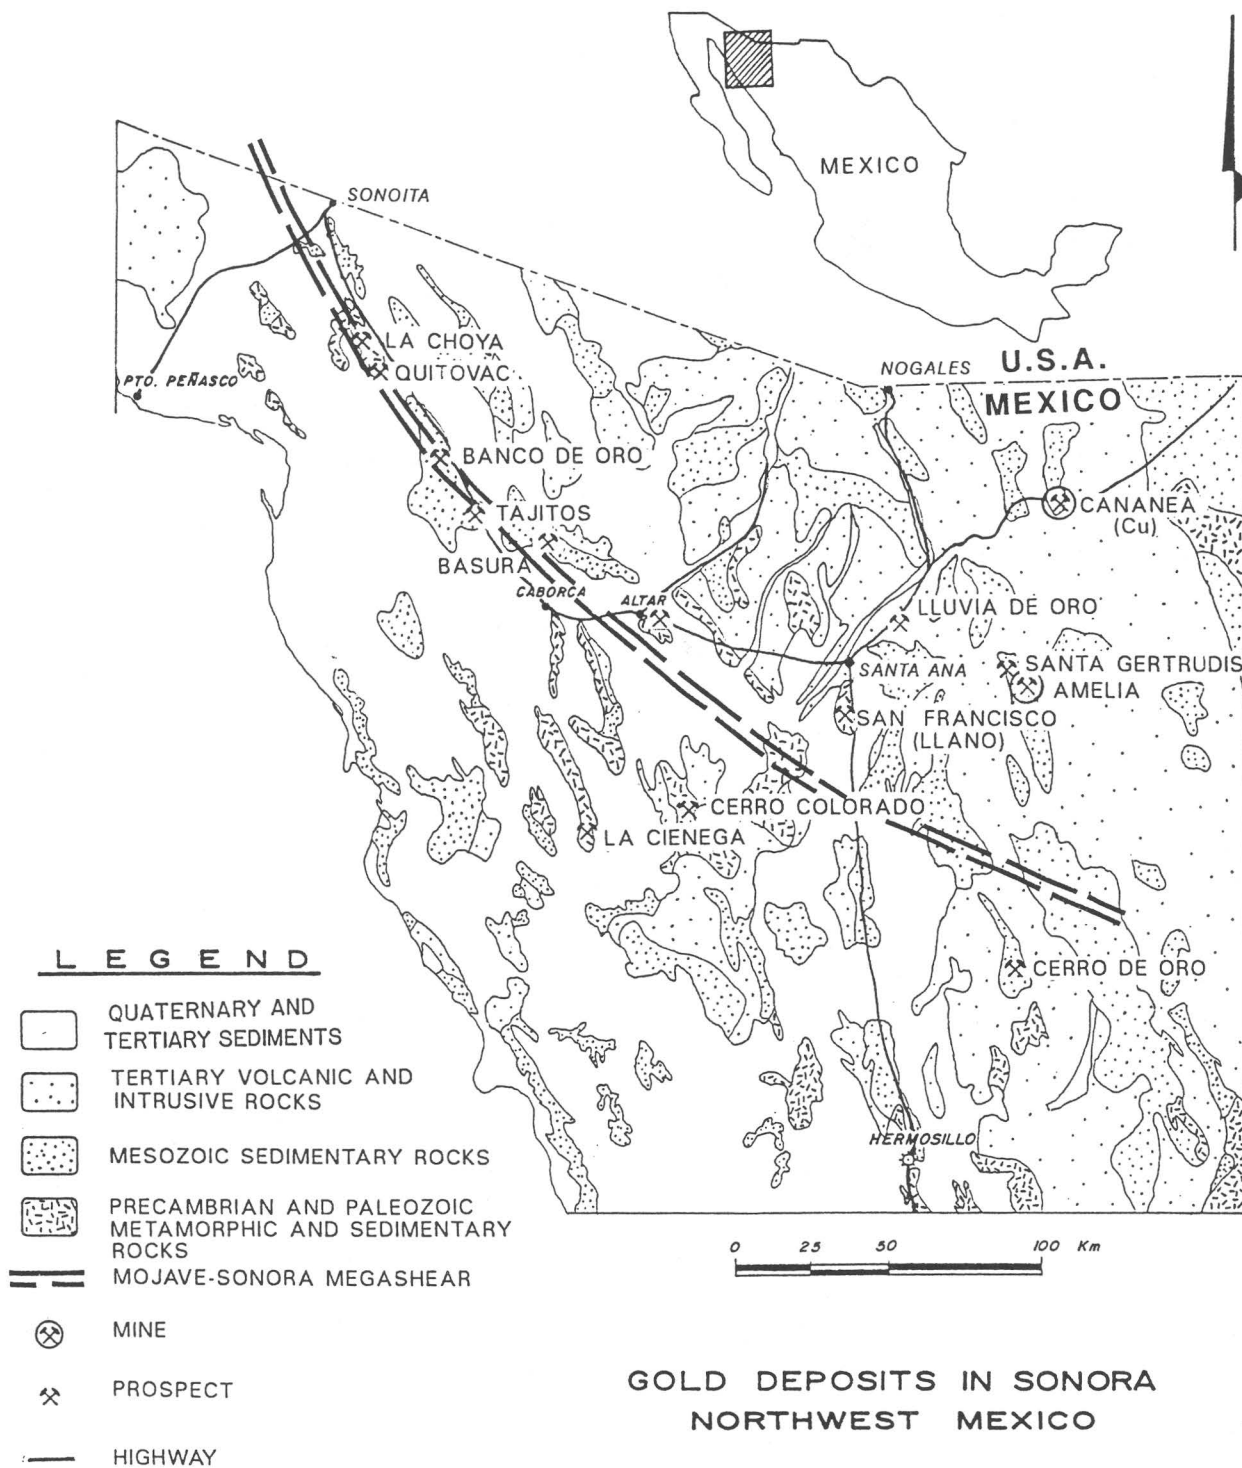 MEXICO
SONOITA
LA CHOYA
QUITOVAC
PTO. PEÑASCO
NOGALES
U.S.A.
MEXICO
BANCO DE ORO
TAJITOS
BASURA
CABORCA
ALTAR
CANANEA
(Cu)
LLUVIA DE ORO
SANTA ANA
SANTA GERTRUDIS
AMELIA
SAN FRANCISCO
(LLANO)
CERRO COLORADO
LA CIENEGA
CERRO DE ORO
HERMOSILLO
LEGEND
QUATERNARY AND
TERTIARY SEDIMENTS
TERTIARY VOLCANIC AND
INTRUSIVE ROCKS
MESOZOIC SEDIMENTARY ROCKS
PRECAMBRIAN AND PALEOZOIC
METAMORPHIC AND SEDIMENTARY
ROCKS
MOJAVE-SONORA MEGASHEAR
MINE
PROSPECT
HIGHWAY
0 25 50 100 Km
GOLD DEPOSITS IN SONORA
NORTHWEST MEXICO